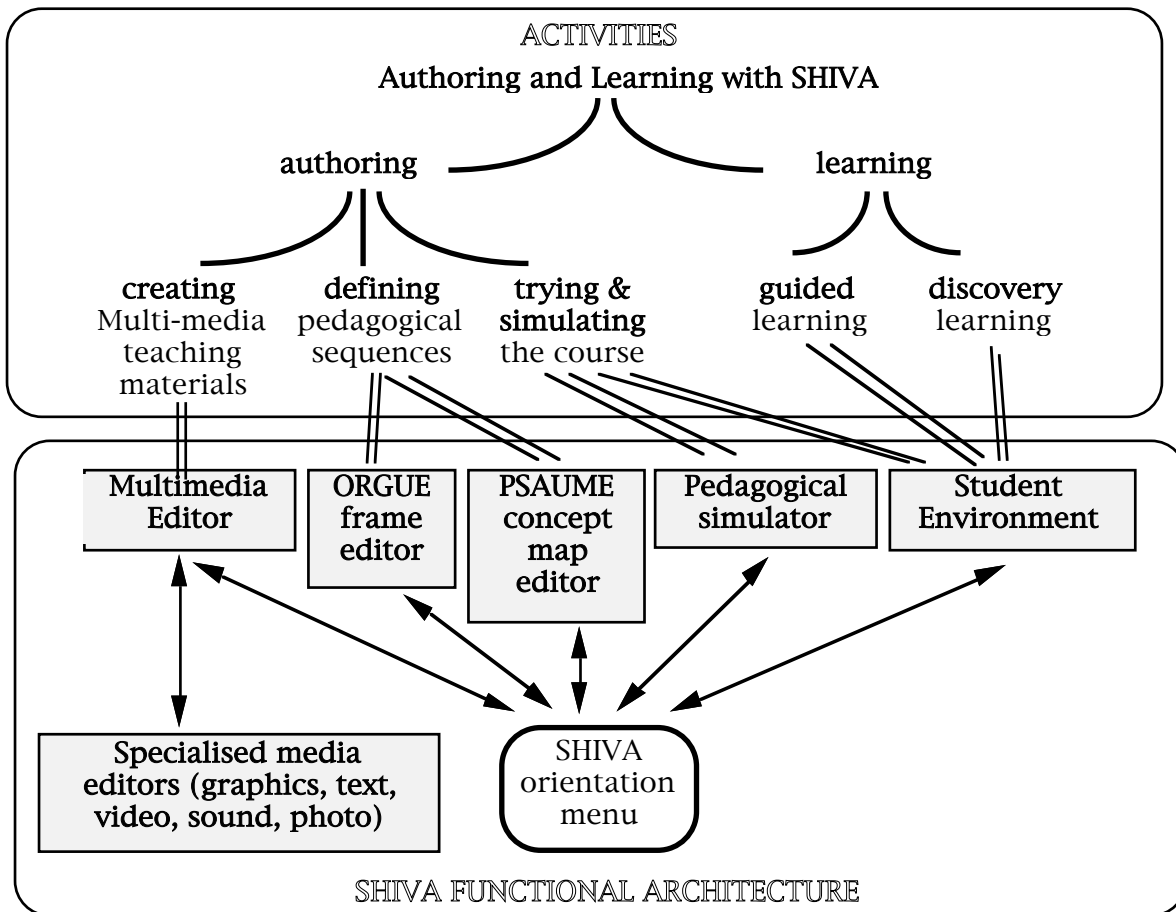 ACTIVITIES
Authoring and Learning with SHIVA
authoring
learning
creating
Multi-media
teaching
materials
defining
pedagogical
sequences
trying &
simulating
the course
guided
learning
discovery
learning
Multimedia
Editor
ORGUE
frame
editor
PSAUME
concept
map
editor
Pedagogical
simulator
Student
Environment
Specialised media
editors (graphics, text,
video, sound, photo)
SHIVA
orientation
menu
SHIVA FUNCTIONAL ARCHITECTURE